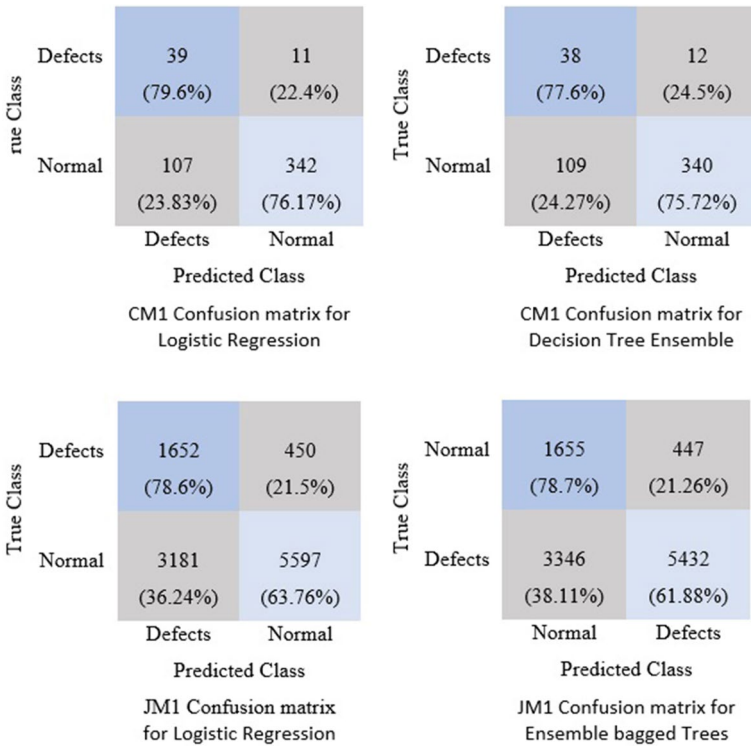 Defects 39 11
(79.6%) (22.4%)
Normal 107 342
(23.83%) (76.17%)
rue Class
Defects Normal
Predicted Class
CM1 Confusion matrix for
Logistic Regression
Defects 38 12
(77.6%) (24.5%)
Normal 109 340
(24.27%) (75.72%)
True Class
Defects Normal
Predicted Class
CM1 Confusion matrix for
Decision Tree Ensemble
Defects 1652 450
(78.6%) (21.5%)
Normal 3181 5597
(36.24%) (63.76%)
True Class
Defects Normal
Predicted Class
JM1 Confusion matrix
for Logistic Regression
Normal 1655 447
(78.7%) (21.26%)
Defects 3346 5432
(38.11%) (61.88%)
True Class
Normal Defects
Predicted Class
JM1 Confusion matrix for
Ensemble bagged Trees